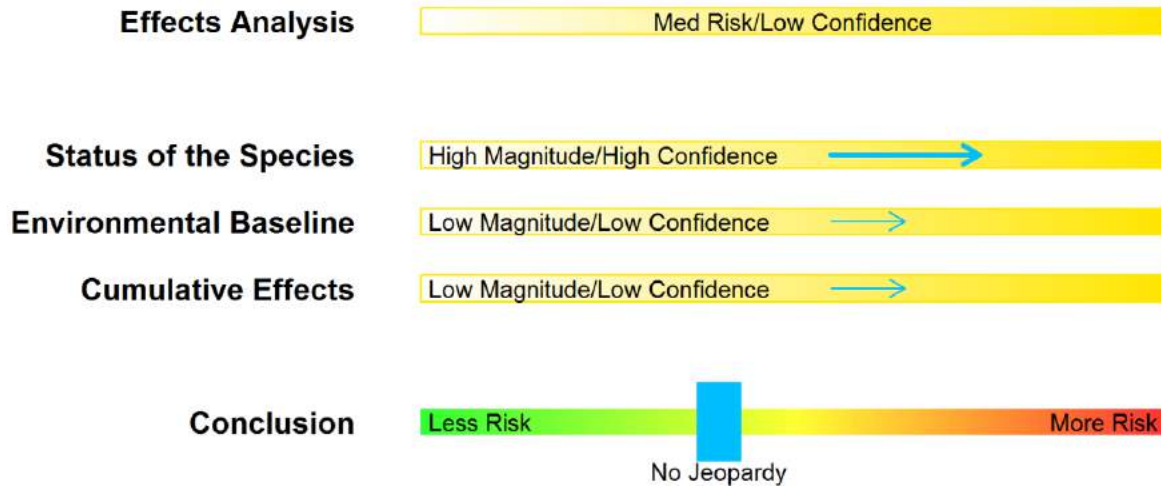 Effects Analysis Med Risk/Low Confidence
Status of the Species High Magnitude/High Confidence
Environmental Baseline Low Magnitude/Low Confidence
Cumulative Effects Low Magnitude/Low Confidence
Conclusion Less Risk More Risk
No Jeopardy